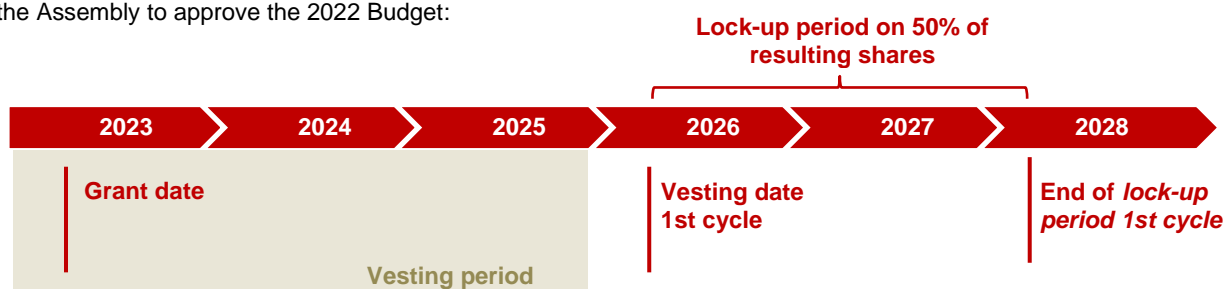 the Assembly to approve the 2022 Budget:
Lock-up period on 50% of
resulting shares
2023 2024 2025 2026 2027 2028
Grant date
Vesting date
1st cycle
End of lock-up
period 1st cycle
Vesting period